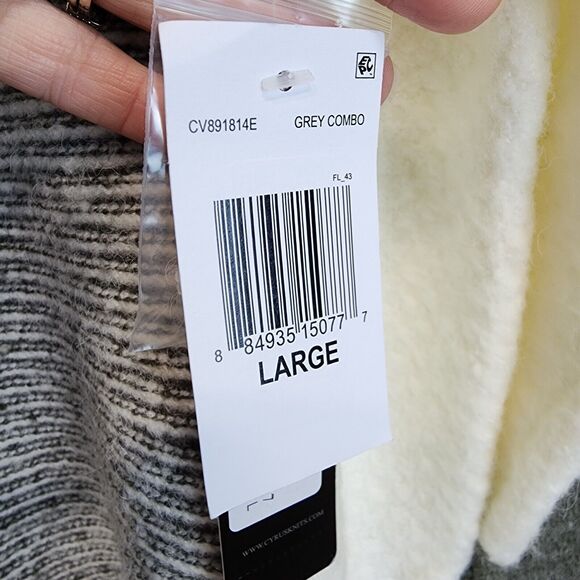 CV891814E GREY COMBO
FL_43
8 84935 15077 7
LARGE
WWW.CYRUSKNITS.COM